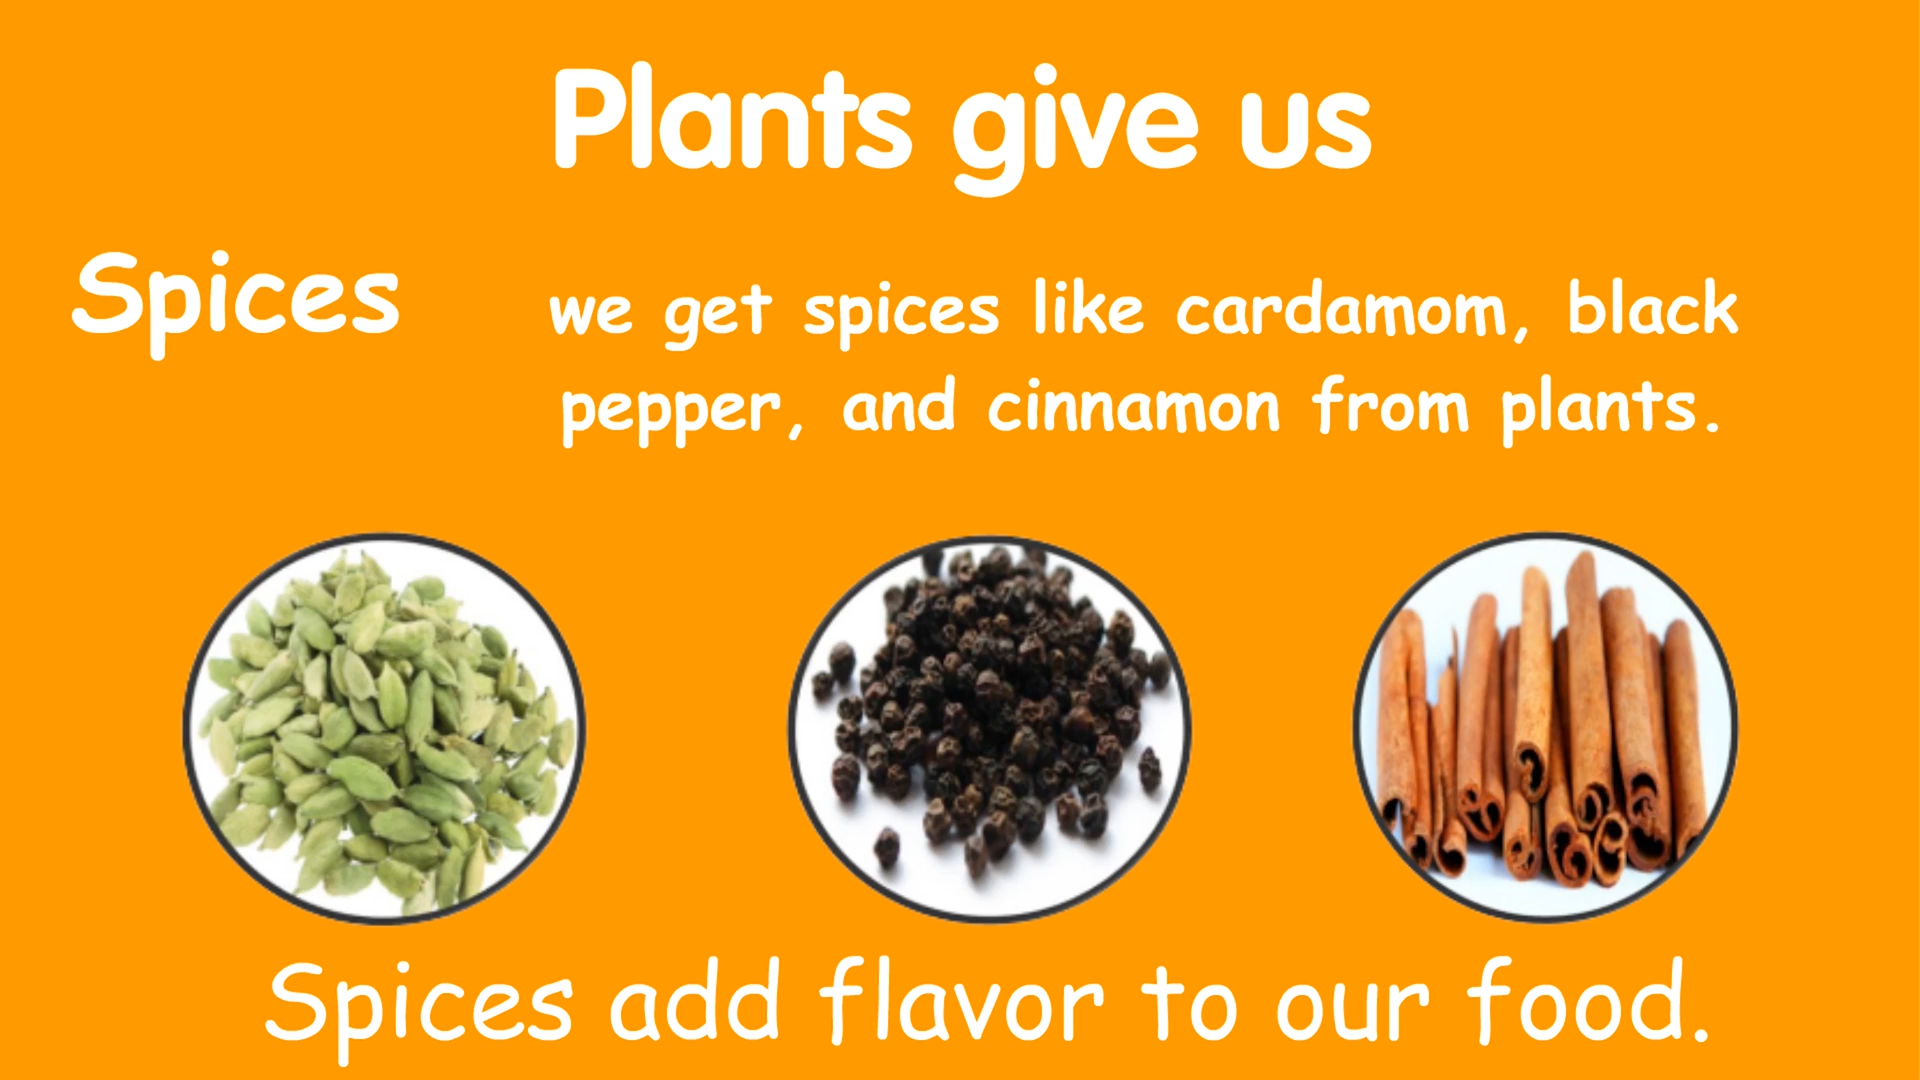 Plants give us
Spices
we get spices like cardamom, black
pepper, and cinnamon from plants.
Spices add flavor to our food.